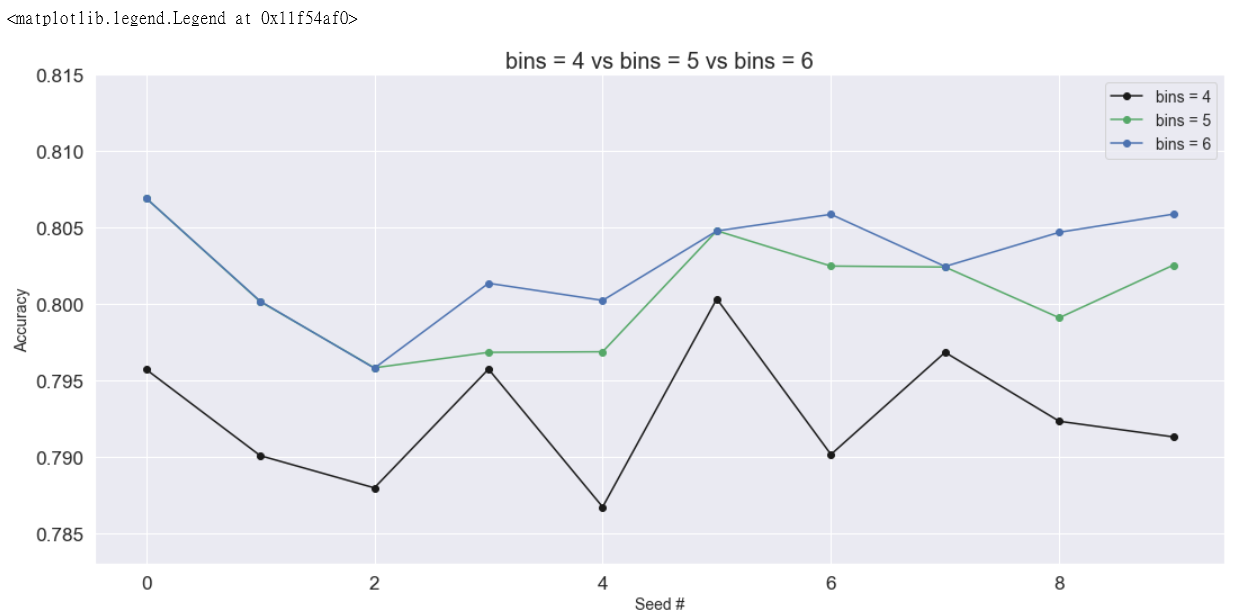 <matplotlib.legend.Legend at 0x11f54af0>
bins = 4 vs bins = 5 vs bins = 6
0.815
0.810
0.805
0.800
0.795
0.790
0.785
Accuracy
bins = 4
bins = 5
bins = 6
0 2 4 6 8
Seed #